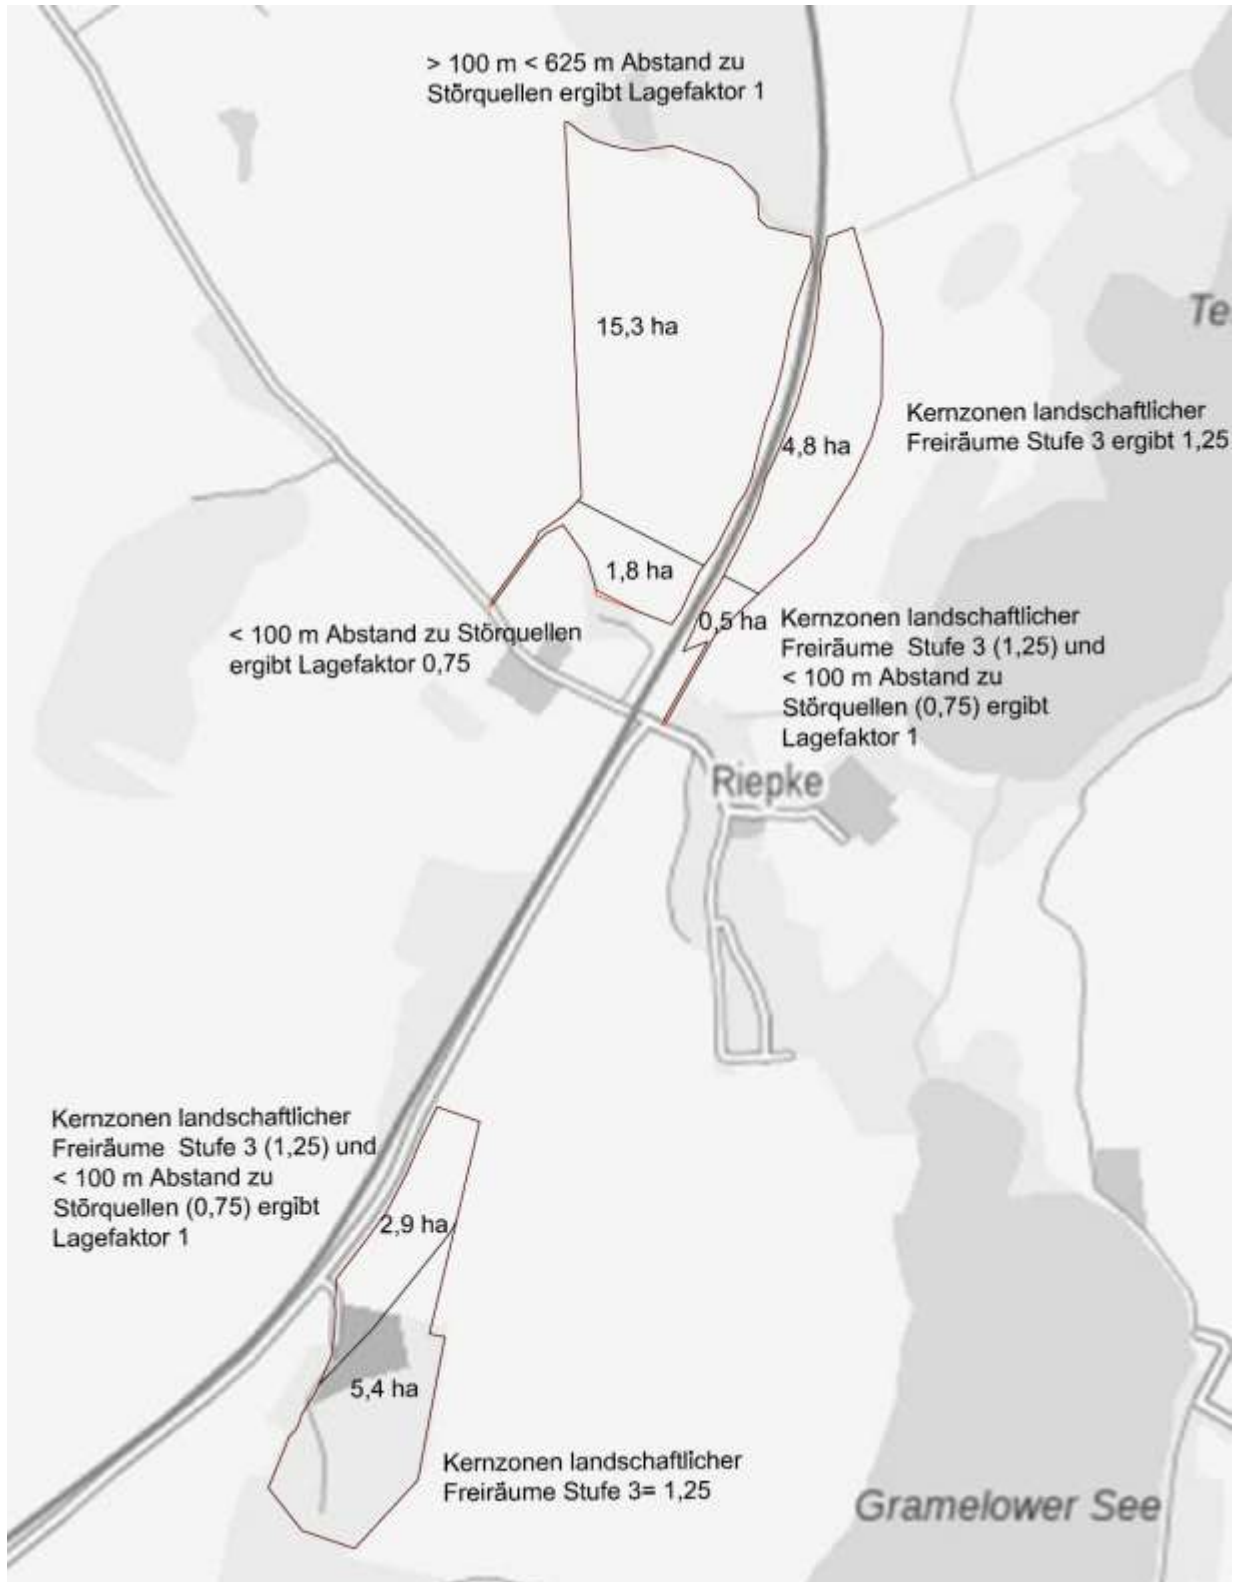 > 100 m < 625 m Abstand zu
Störquellen ergibt Lagefaktor 1
15,3 ha
Te
Kernzonen landschaftlicher
Freiräume Stufe 3 ergibt 1,25
4,8 ha
1,8 ha
0,5 ha
Kernzonen landschaftlicher
Freiräume Stufe 3 (1,25) und
< 100 m Abstand zu
Störquellen (0,75) ergibt
Lagefaktor 1
< 100 m Abstand zu Störquellen
ergibt Lagefaktor 0,75
Riepke
Kernzonen landschaftlicher
Freiräume Stufe 3 (1,25) und
< 100 m Abstand zu
Störquellen (0,75) ergibt
Lagefaktor 1
2,9 ha
5,4 ha
Kernzonen landschaftlicher
Freiräume Stufe 3= 1,25
Gramelower See